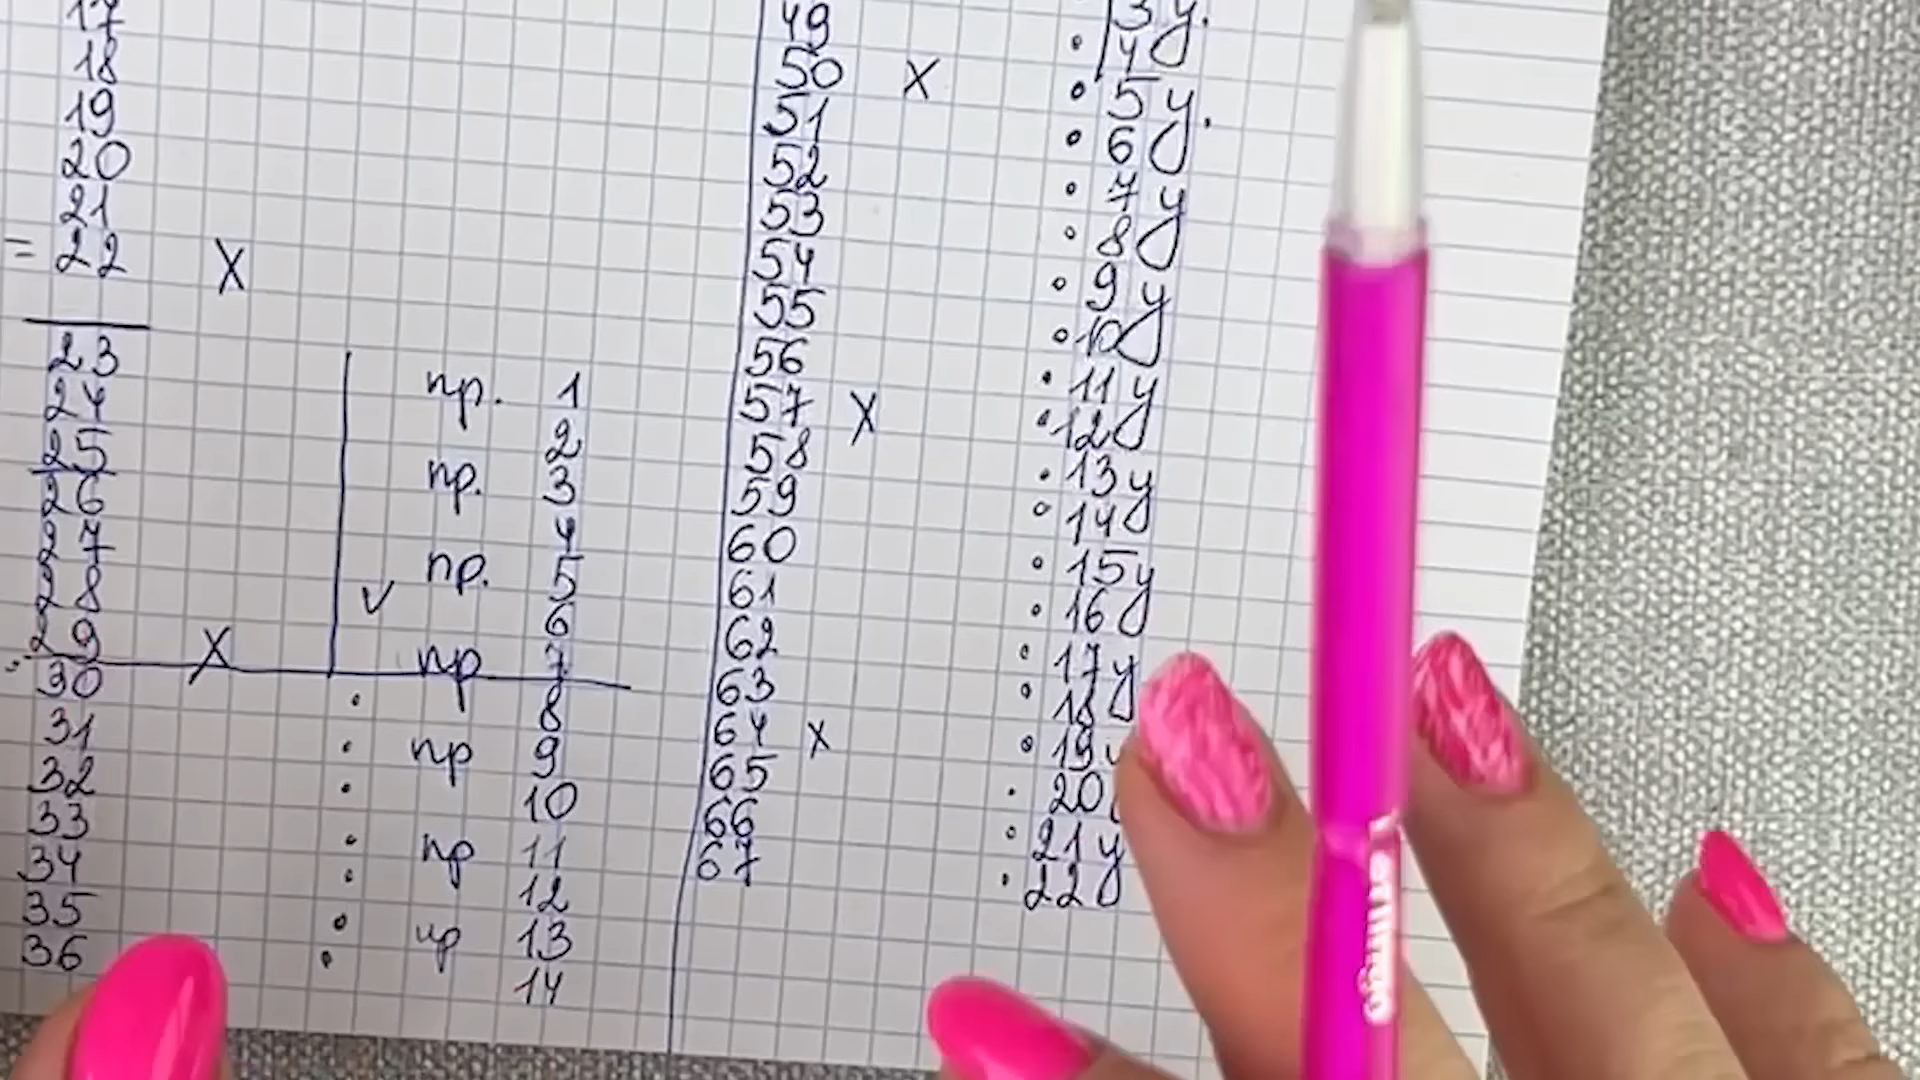 17
18
19
20
21
= 22 X
23
24 пр. 1
25 2
26 пр. 3
27 4
28 пр. 5
29 X V 6
30 пр 7
31 8
32 пр 9
33 10
34 пр 11
35 12
36 пр 13
14
49 3 у.
50 X 4 у
51 5 у.
52 6 у
53 7 у
54 8 у
55 9 у
56 10 у
57 X 11 у
58 12 у
59 13 у
60 14 у
61 15 у
62 16 у
63 17 у
64 X 18 у
65 19 у
66 20
67 21 у
22 у